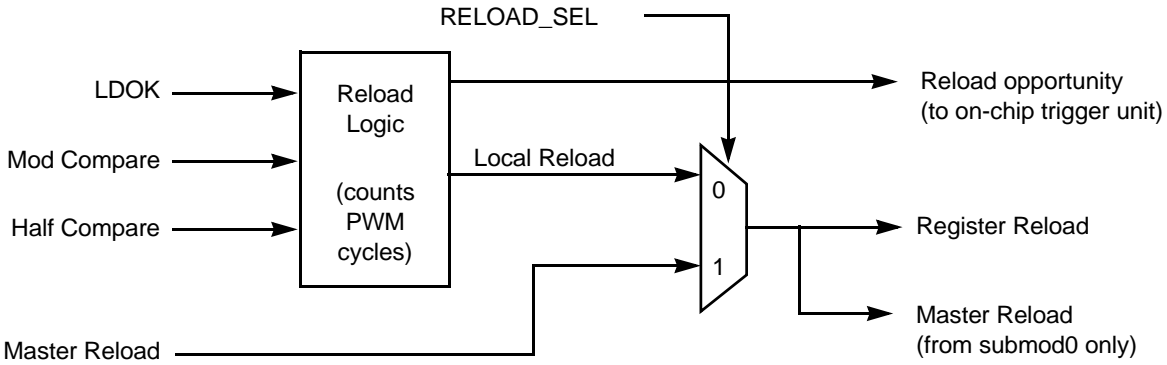 RELOAD_SEL
LDOK
Mod Compare
Half Compare
Master Reload
Reload
Logic
(counts
PWM
cycles)
Local Reload
0
1
Reload opportunity
(to on-chip trigger unit)
Register Reload
Master Reload
(from submod0 only)